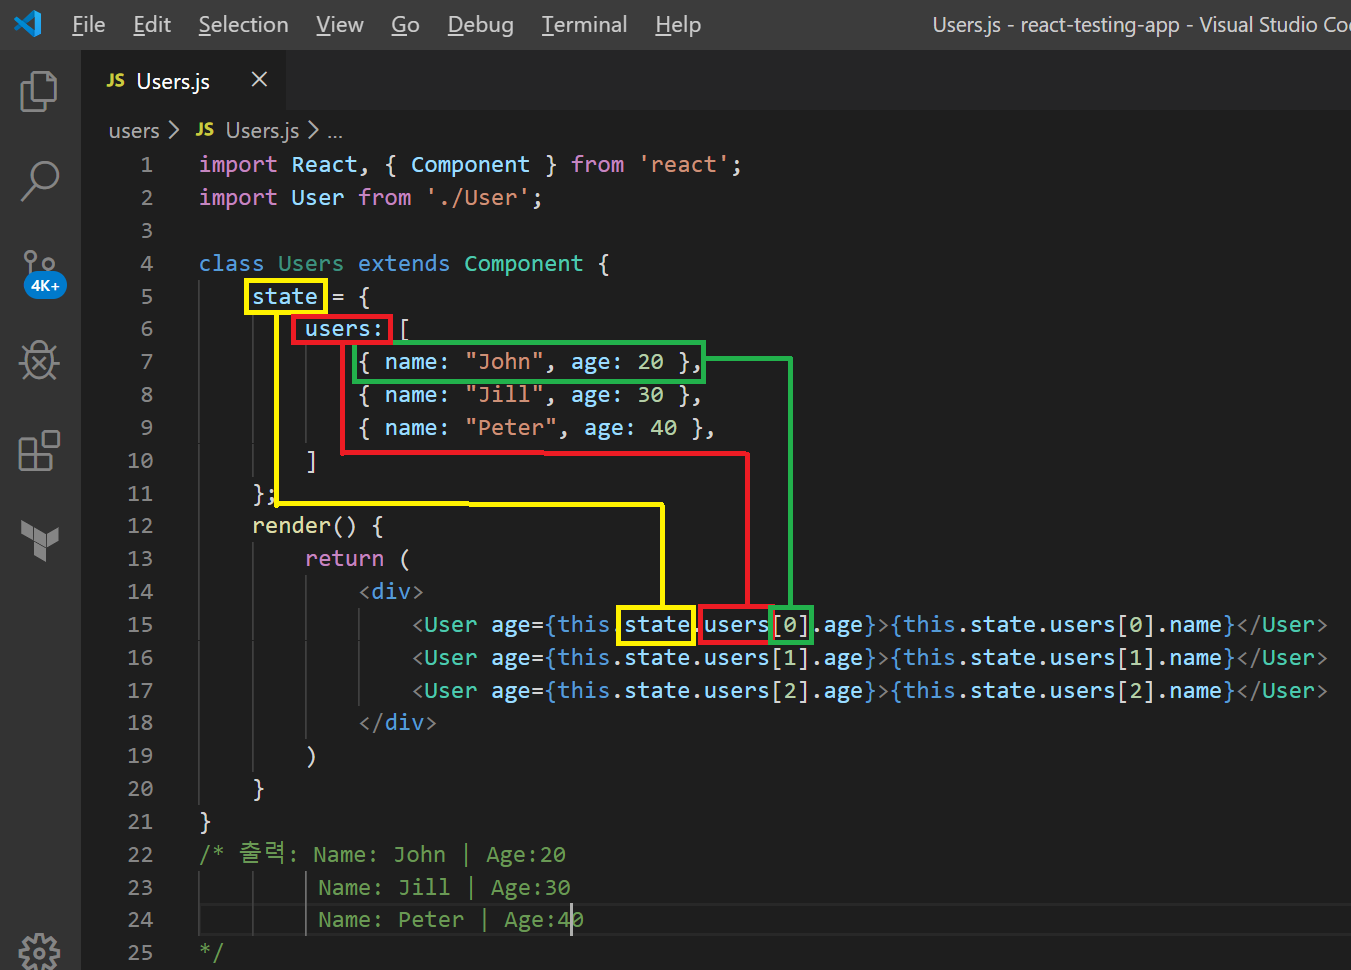 File Edit Selection View Go Debug Terminal Help Users.js - react-testing-app - Visual Studio Co
JS Users.js ×
users > JS Users.js > ...
4K+
1 import React, { Component } from 'react';
2 import User from './User';
3
4 class Users extends Component {
5 state = {
6 users: [
7 { name: "John", age: 20 },
8 { name: "Jill", age: 30 },
9 { name: "Peter", age: 40 },
10 ]
11 };
12 render() {
13 return (
14 <div>
15 <User age={this.state.users[0].age}>{this.state.users[0].name}</User>
16 <User age={this.state.users[1].age}>{this.state.users[1].name}</User>
17 <User age={this.state.users[2].age}>{this.state.users[2].name}</User>
18 </div>
19 )
20 }
21 }
22 /* 출력: Name: John | Age:20
23 Name: Jill | Age:30
24 Name: Peter | Age:40
25 */